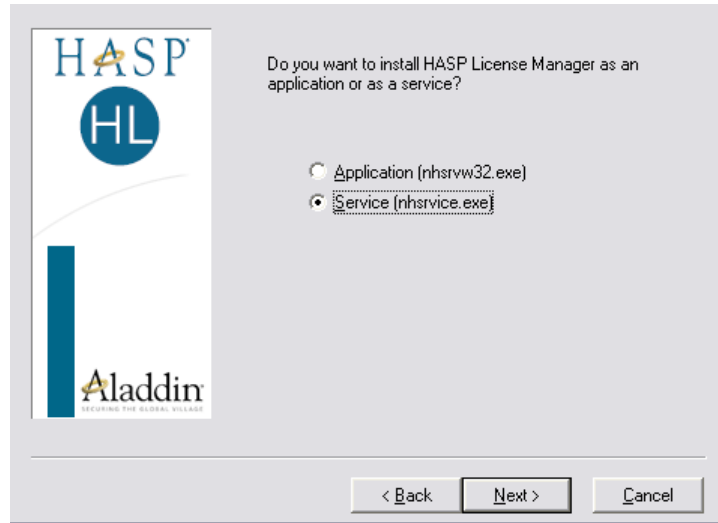 HASP
HL
Aladdin
SECURING THE GLOBAL VILLAGE
Do you want to install HASP License Manager as an
application or as a service?
Application (nhsrvw32.exe)
Service (nhsrvice.exe)
< Back
Next >
Cancel